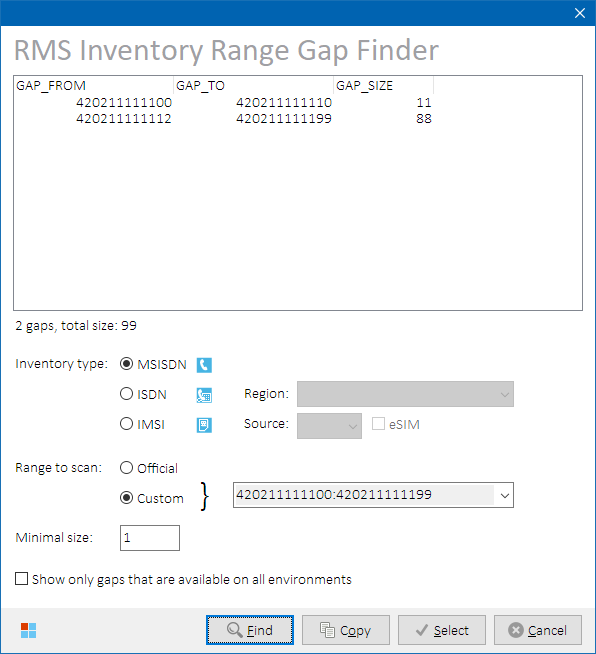 RMS Inventory Range Gap Finder
GAP_FROM GAP_TO GAP_SIZE
420211111100 420211111110 11
420211111112 420211111199 88
2 gaps, total size: 99
Inventory type: MSISDN
ISDN Region:
IMSI Source: eSIM
Range to scan: Official
Custom } 420211111100:420211111199
Minimal size: 1
Show only gaps that are available on all environments
Find Copy Select Cancel